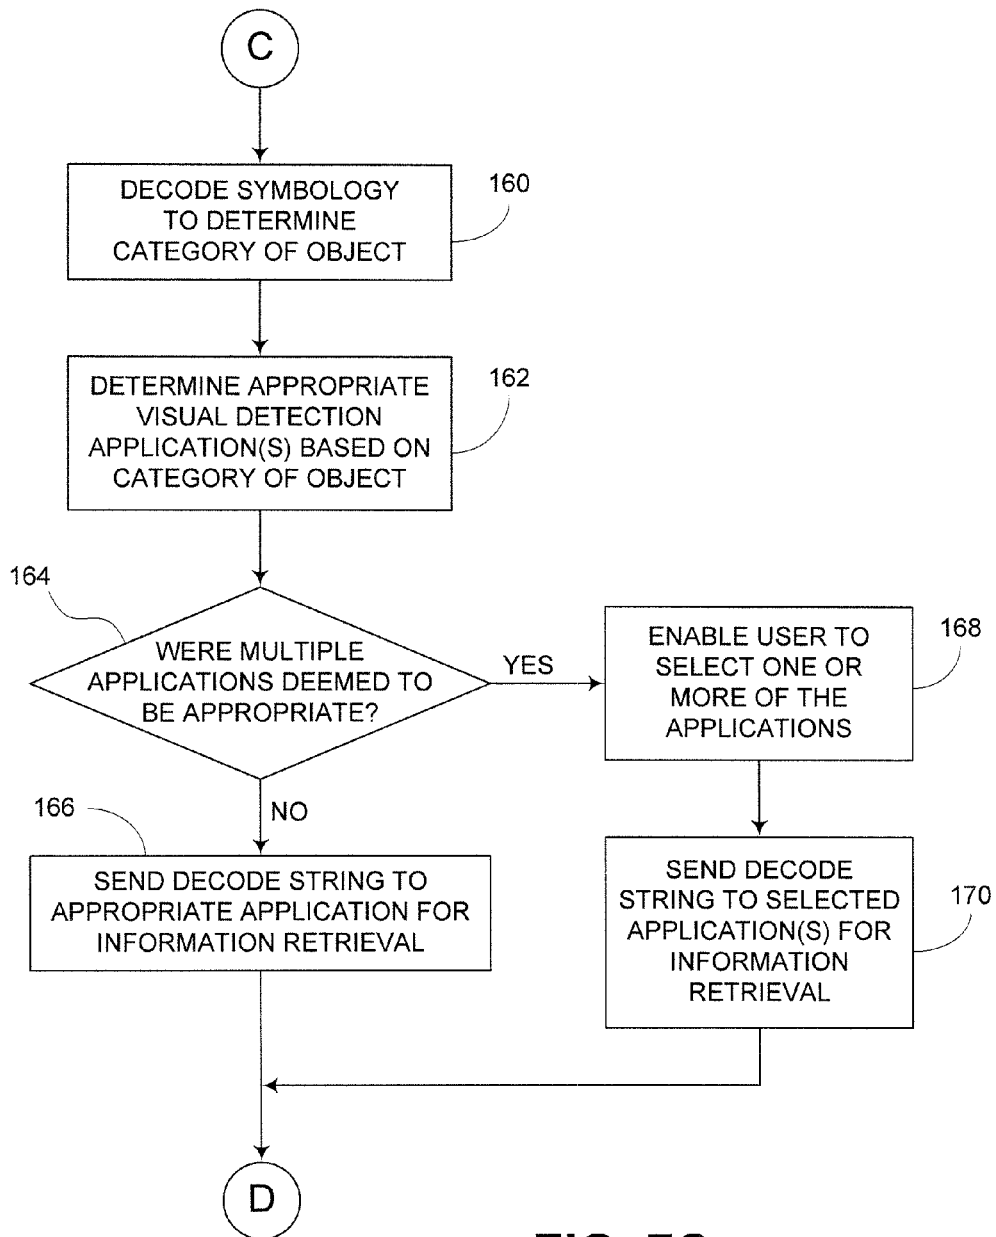 C
DECODE SYMBOLOGY
TO DETERMINE
CATEGORY OF OBJECT
160
DETERMINE APPROPRIATE
VISUAL DETECTION
APPLICATION(S) BASED ON
CATEGORY OF OBJECT
162
164
WERE MULTIPLE
APPLICATIONS DEEMED TO
BE APPROPRIATE?
YES
ENABLE USER TO
SELECT ONE OR
MORE OF THE
APPLICATIONS
168
NO
166
SEND DECODE STRING TO
APPROPRIATE APPLICATION FOR
INFORMATION RETRIEVAL
SEND DECODE
STRING TO SELECTED
APPLICATION(S) FOR
INFORMATION
RETRIEVAL
170
D